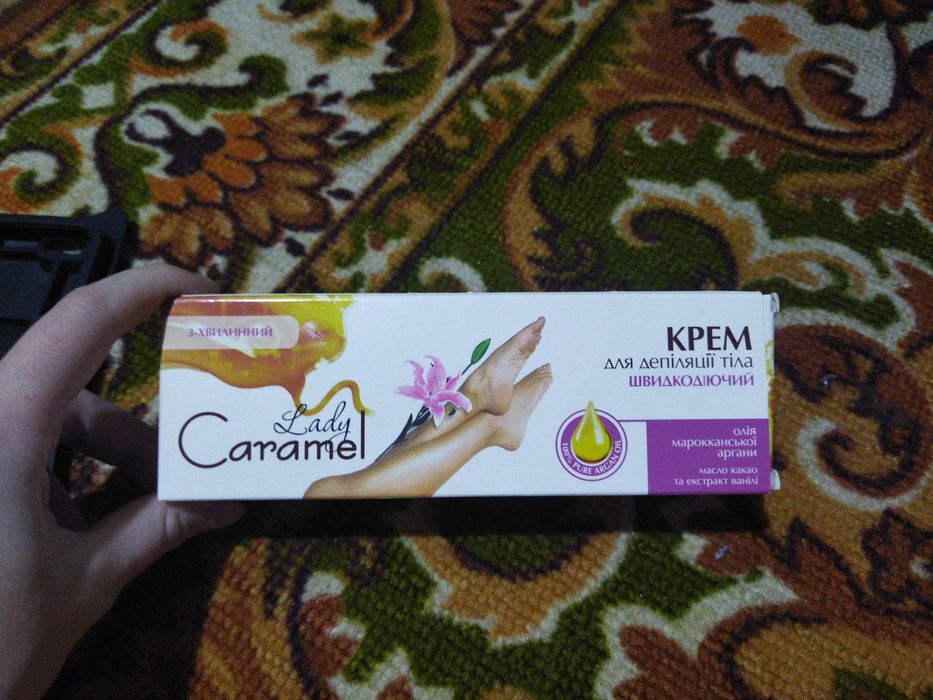 3-ХВИЛИННИЙ
Lady
Caramel
КРЕМ
для депіляції тіла
ШВИДКОДІЮЧИЙ
100% PURE ARGAN OIL
олія
марокканської
аргани
масло какао
та екстракт ванілі